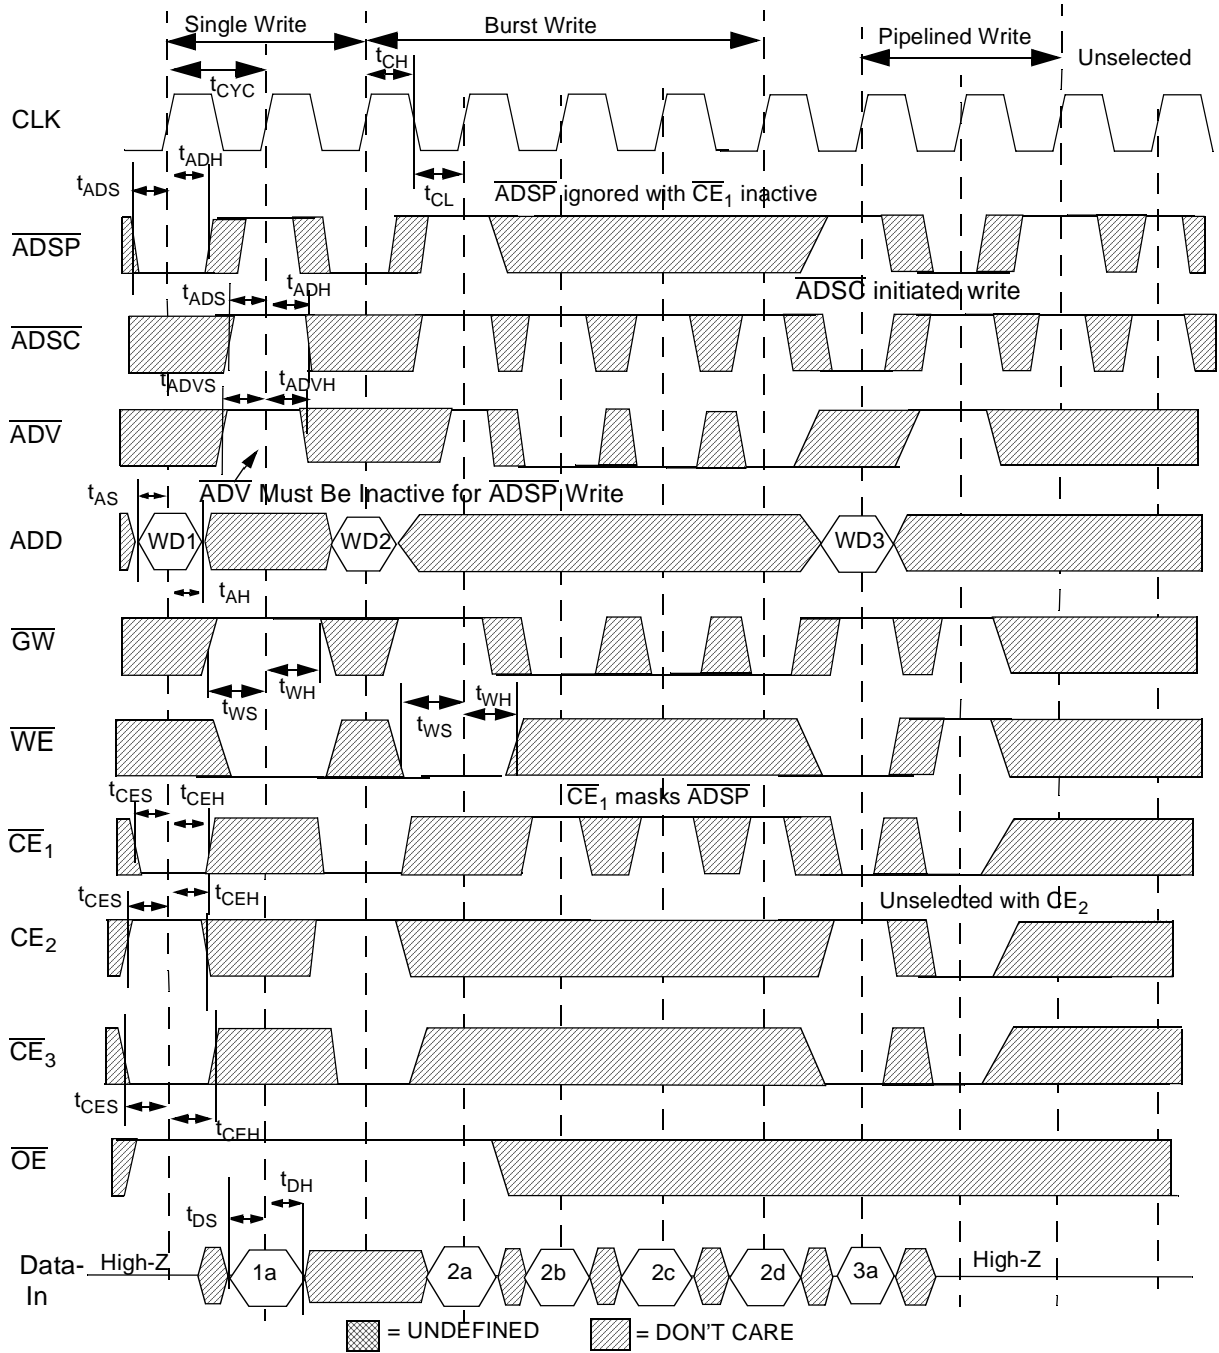 Single Write
Burst Write
Pipelined Write
Unselected
tCYC
tCH
CLK
tADS
tADH
tCL
ADSP ignored with CE1 inactive
ADSP
tADS
tADH
ADSC initiated write
ADSC
tADVS
tADVH
ADV
tAS
ADV Must Be Inactive for ADSP Write
ADD
WD1
WD2
WD3
tAH
GW
tWS
tWH
tWS
tWH
WE
tCES
tCEH
CE1 masks ADSP
CE1
tCES
tCEH
Unselected with CE2
CE2
CE3
tCES
tCEH
OE
tDS
tDH
Data-
In
High-Z
1a
2a
2b
2c
2d
3a
High-Z
= UNDEFINED
= DON'T CARE